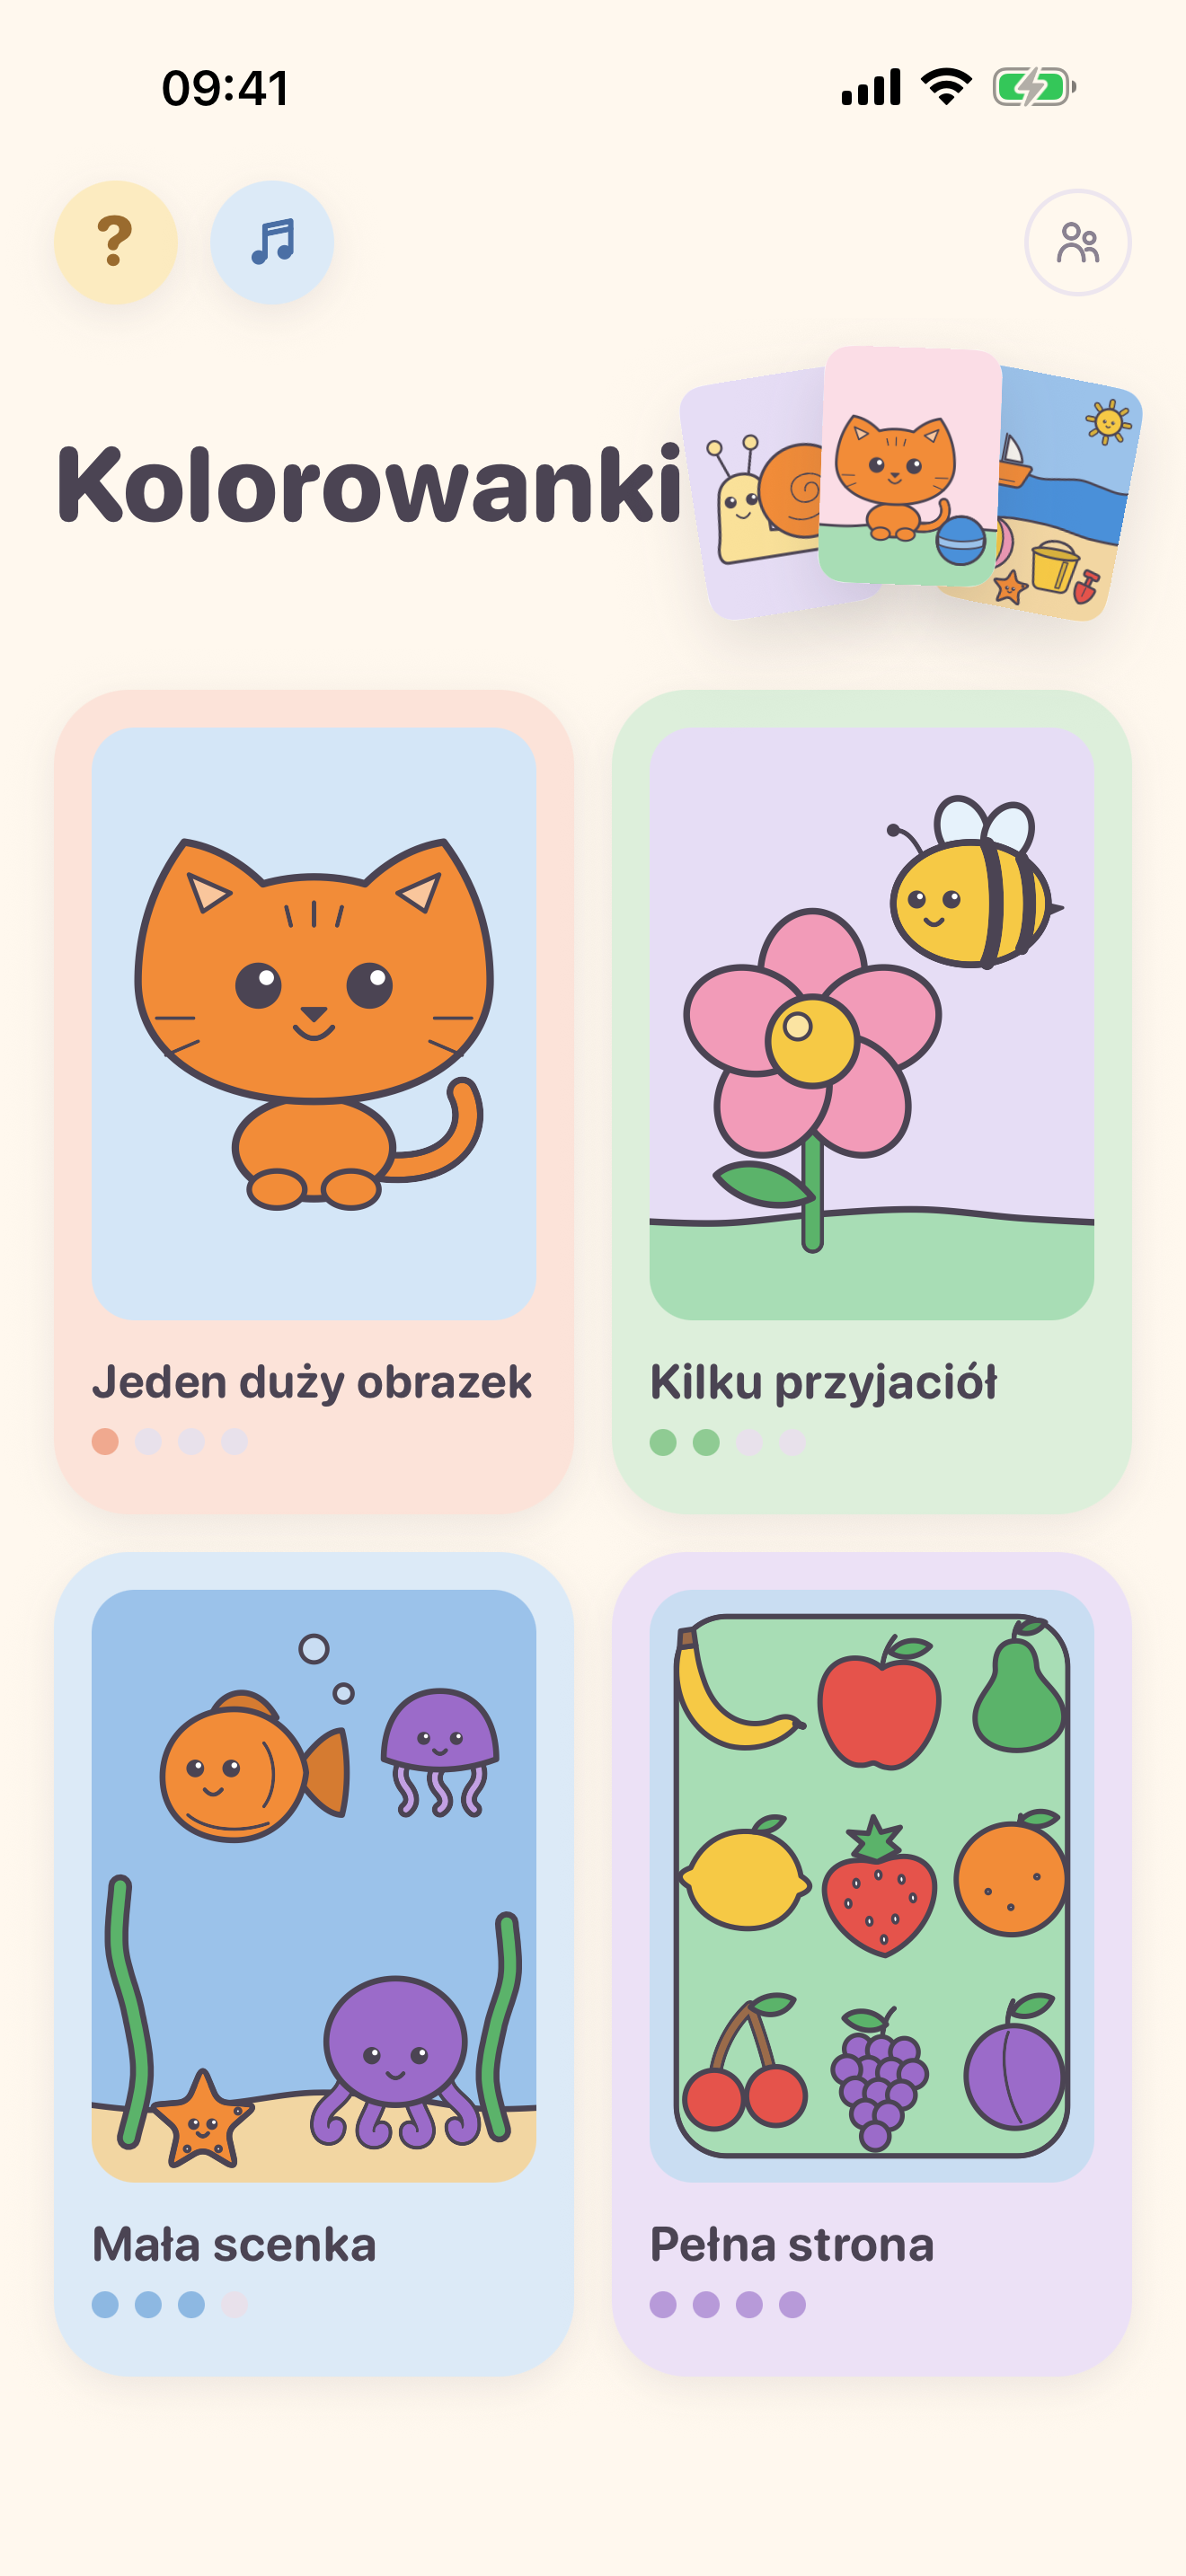 09:41
?
Kolorowanki
Jeden duży obrazek
Kilku przyjaciół
Mała scenka
Pełna strona